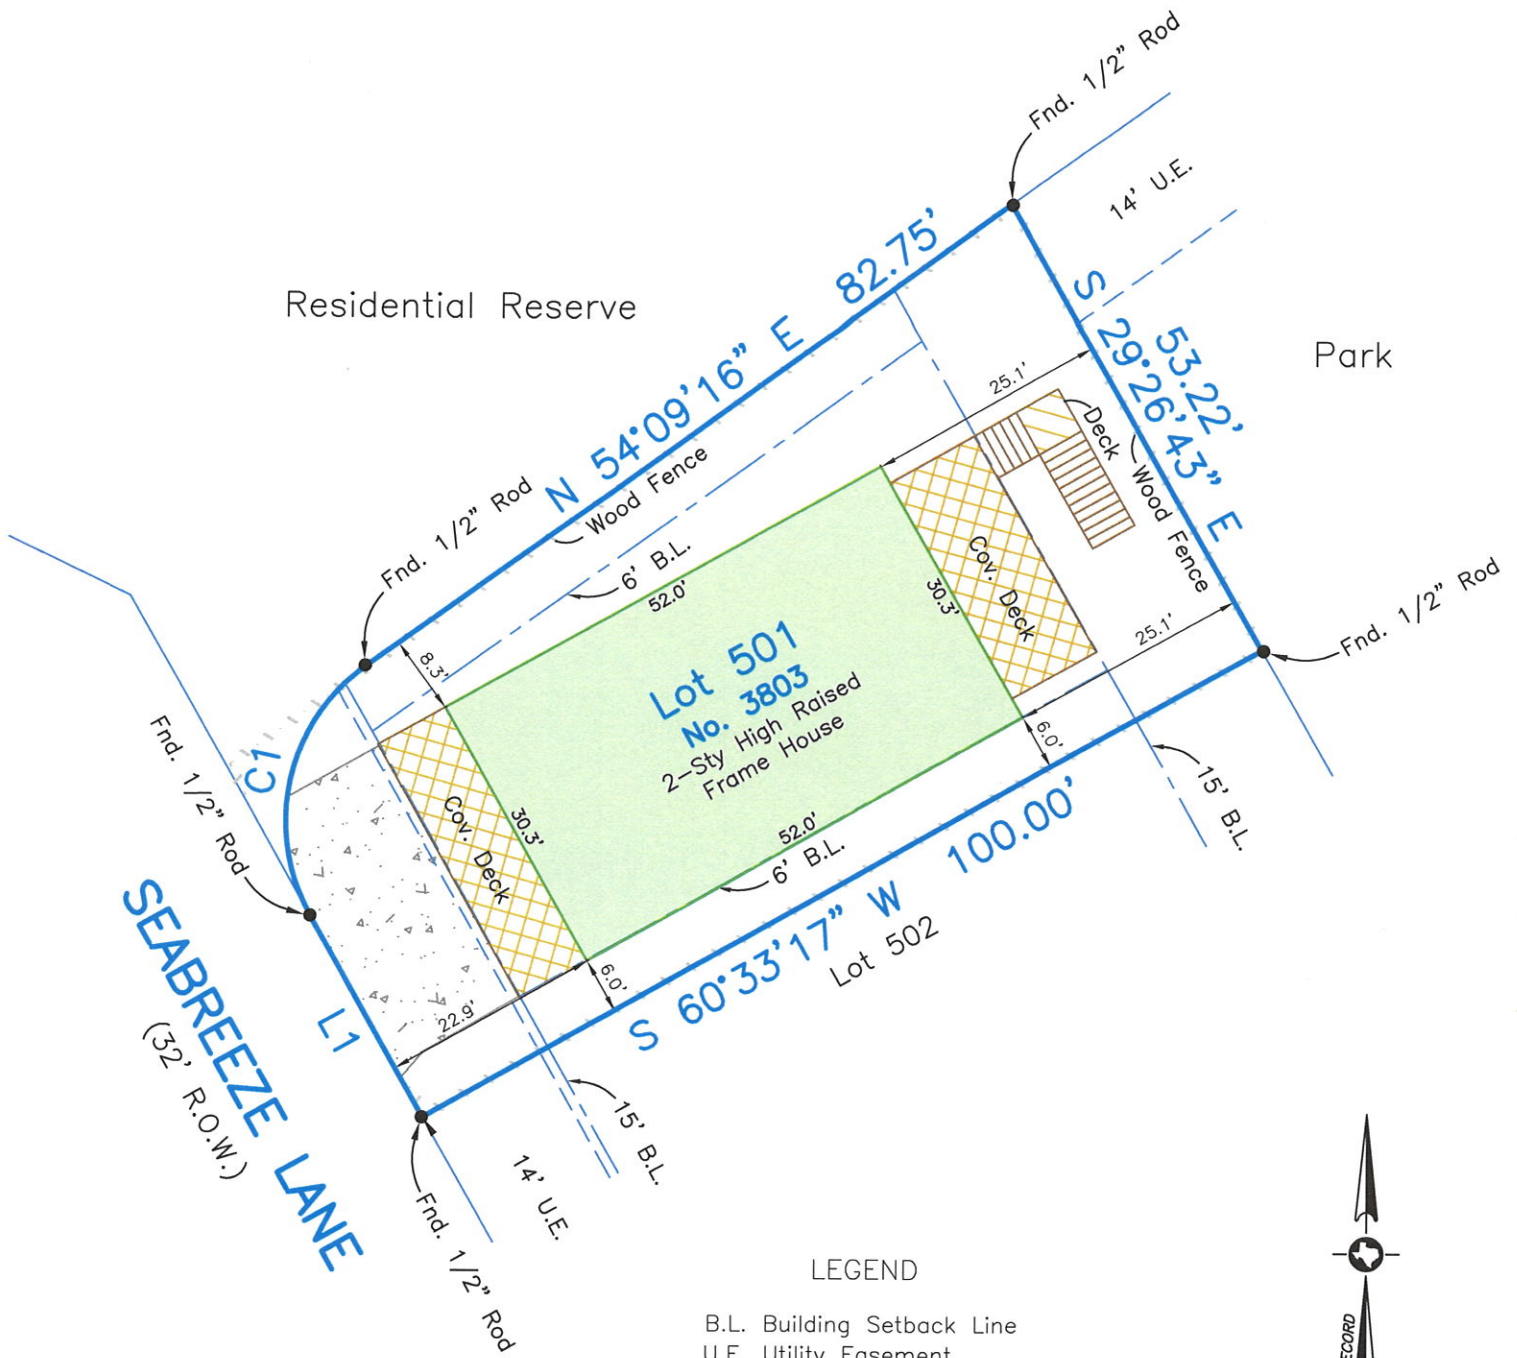 Fnd. 1/2" Rod
14' U.E.
Residential Reserve
N 54°09'16" E 82.75'
S 29°26'43" E
53.22'
Park
25.1'
Deck
Wood Fence
Wood Fence
Fnd. 1/2" Rod
6' B.L.
52.0'
30.3'
Cov. Deck
Fnd. 1/2" Rod
25.1'
8.3'
Lot 501
No. 3803
2-Sty High Raised
Frame House
C1
Fnd. 1/2" Rod
Cov. Deck
30.3'
52.0'
6' B.L.
6.0'
15' B.L.
S 60°33'17" W 100.00'
Lot 502
6.0'
22.9'
L1
SEABREEZE LANE
(32' R.O.W.)
15' B.L.
14' U.E.
Fnd. 1/2" Rod
LEGEND
B.L. Building Setback Line
U.E. Utility Easement